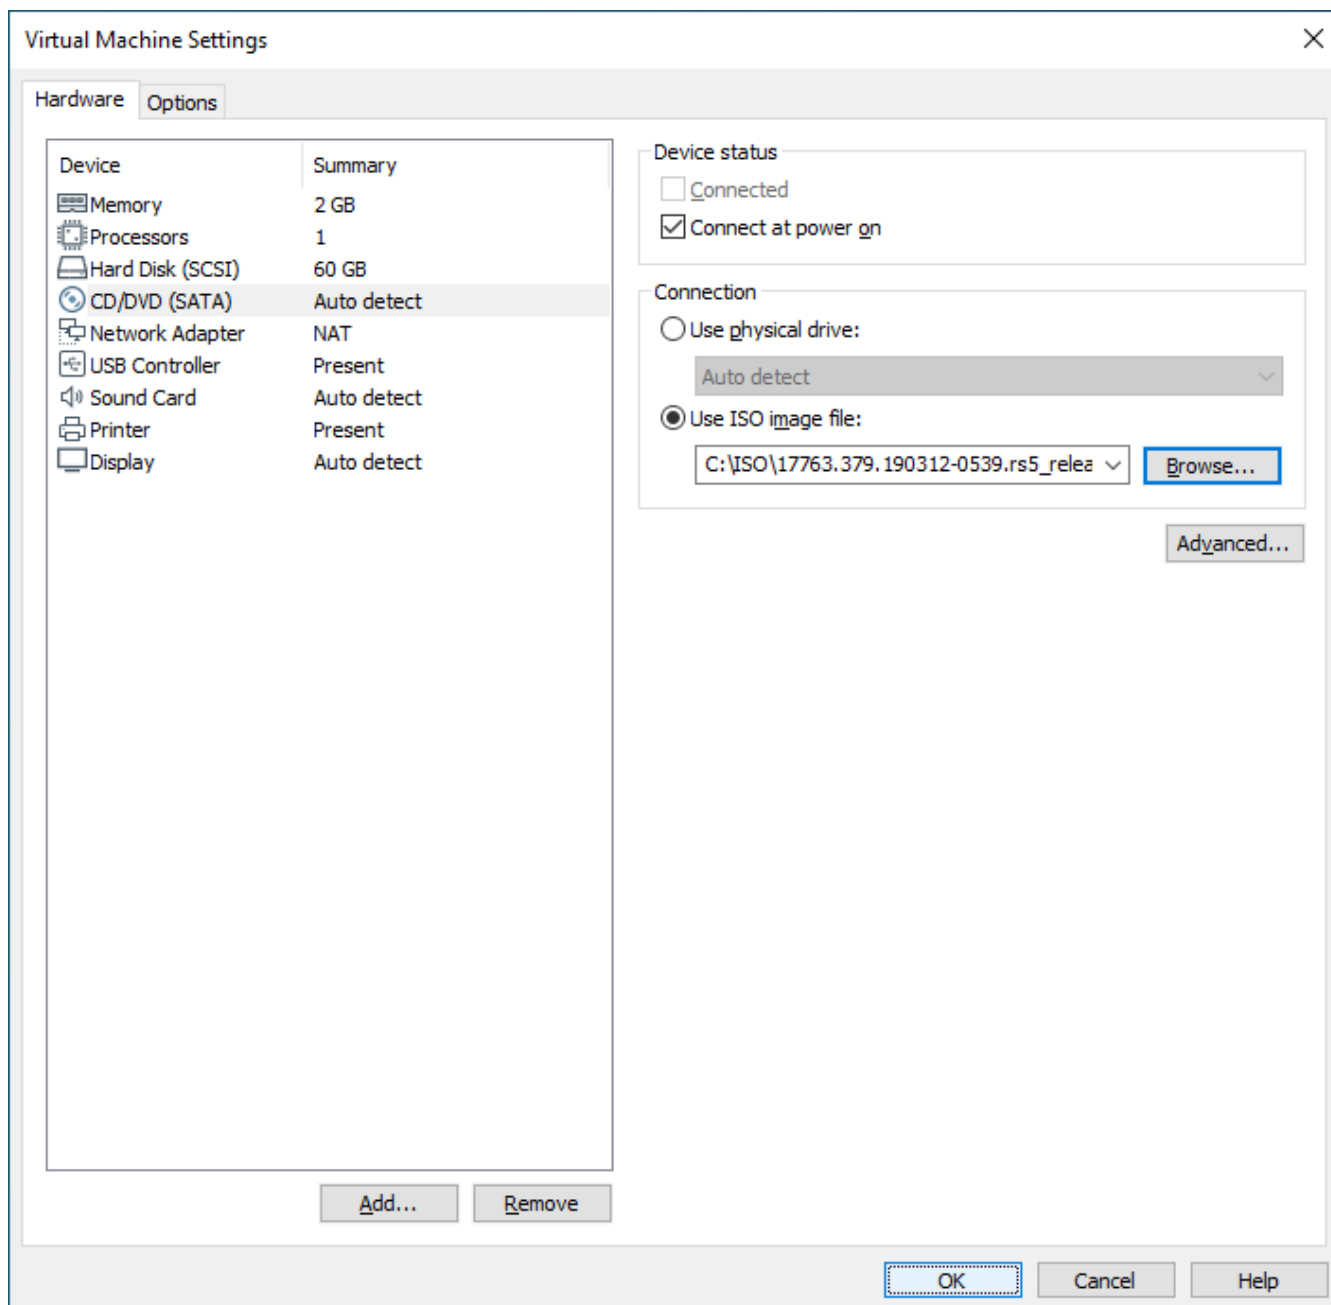 Virtual Machine Settings
Hardware Options
Device Summary
Memory 2 GB
Processors 1
Hard Disk (SCSI) 60 GB
CD/DVD (SATA) Auto detect
Network Adapter NAT
USB Controller Present
Sound Card Auto detect
Printer Present
Display Auto detect
Add... Remove
Device status
Connected
Connect at power on
Connection
Use physical drive:
Auto detect
Use ISO image file:
C:\ISO\17763.379.190312-0539.rs5_relea Browse...
Advanced...
OK Cancel Help